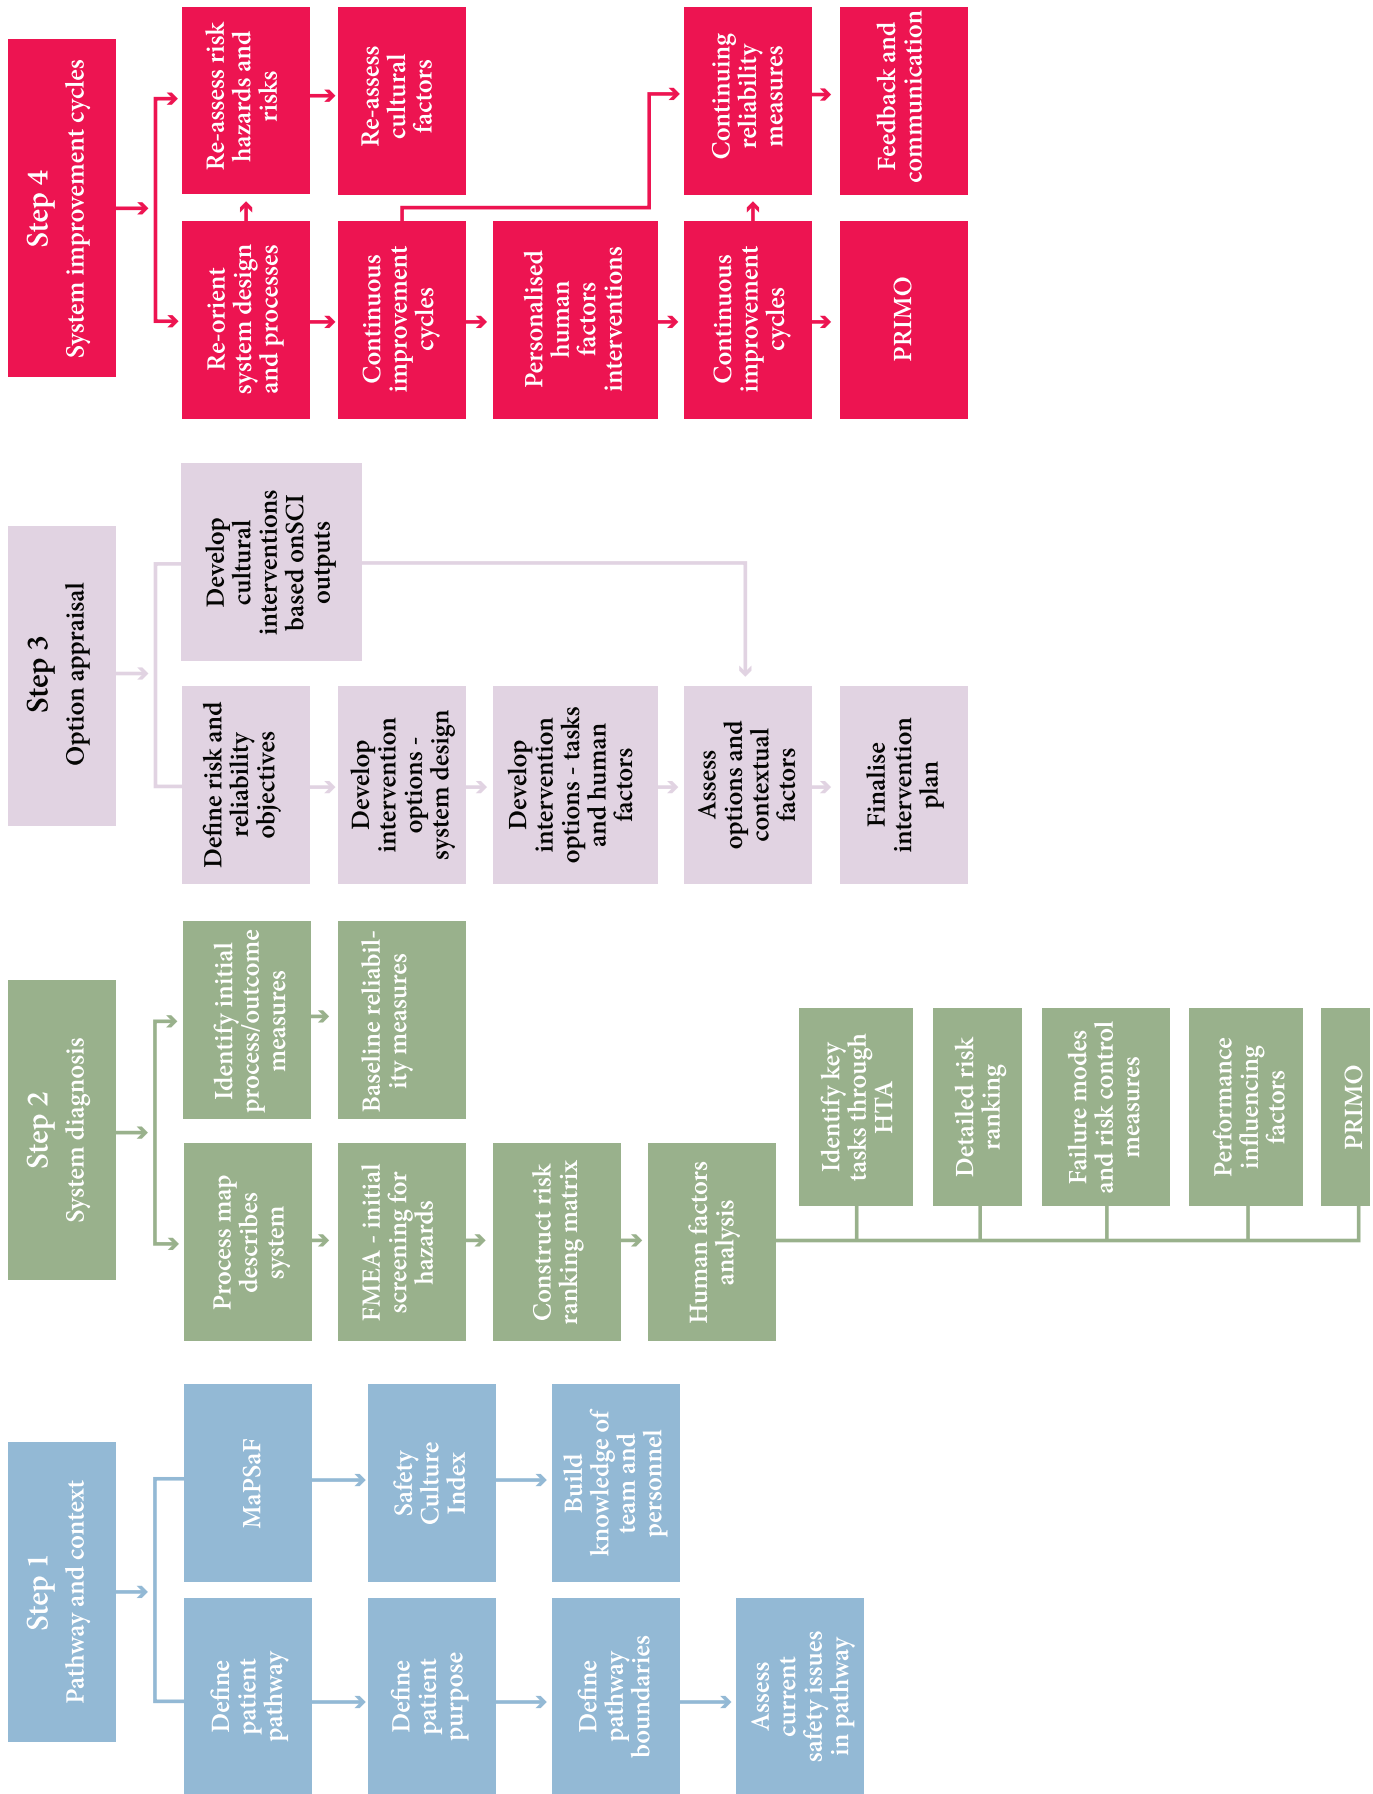 Step 1
Pathway and context
Define
patient
pathway
Define
patient
purpose
Define
pathway
boundaries
Assess
current
safety issues
in pathway
MaPSaF
Safety
Culture
Index
Build
knowledge of
team and
personnel
Step 2
System diagnosis
Process map
describes
system
FMEA - initial
screening for
hazards
Construct risk
ranking matrix
Human factors
analysis
Identify initial
process/outcome
measures
Baseline reliabil-
ity measures
Identify key
tasks through
HTA
Detailed risk
ranking
Failure modes
and risk control
measures
Performance
influencing
factors
PRIMO
Step 3
Option appraisal
Define risk and
reliability
objectives
Develop
intervention
options -
system design
Develop
intervention
options - tasks
and human
factors
Assess
options and
contextual
factors
Finalise
intervention
plan
Develop
cultural
interventions
based onSCI
outputs
Step 4
System improvement cycles
Re-orient
system design
and processes
Continuous
improvement
cycles
Personalised
human
factors
interventions
Continuous
improvement
cycles
PRIMO
Re-assess risk
hazards and
risks
Re-assess
cultural
factors
Continuing
reliability
measures
Feedback and
communication